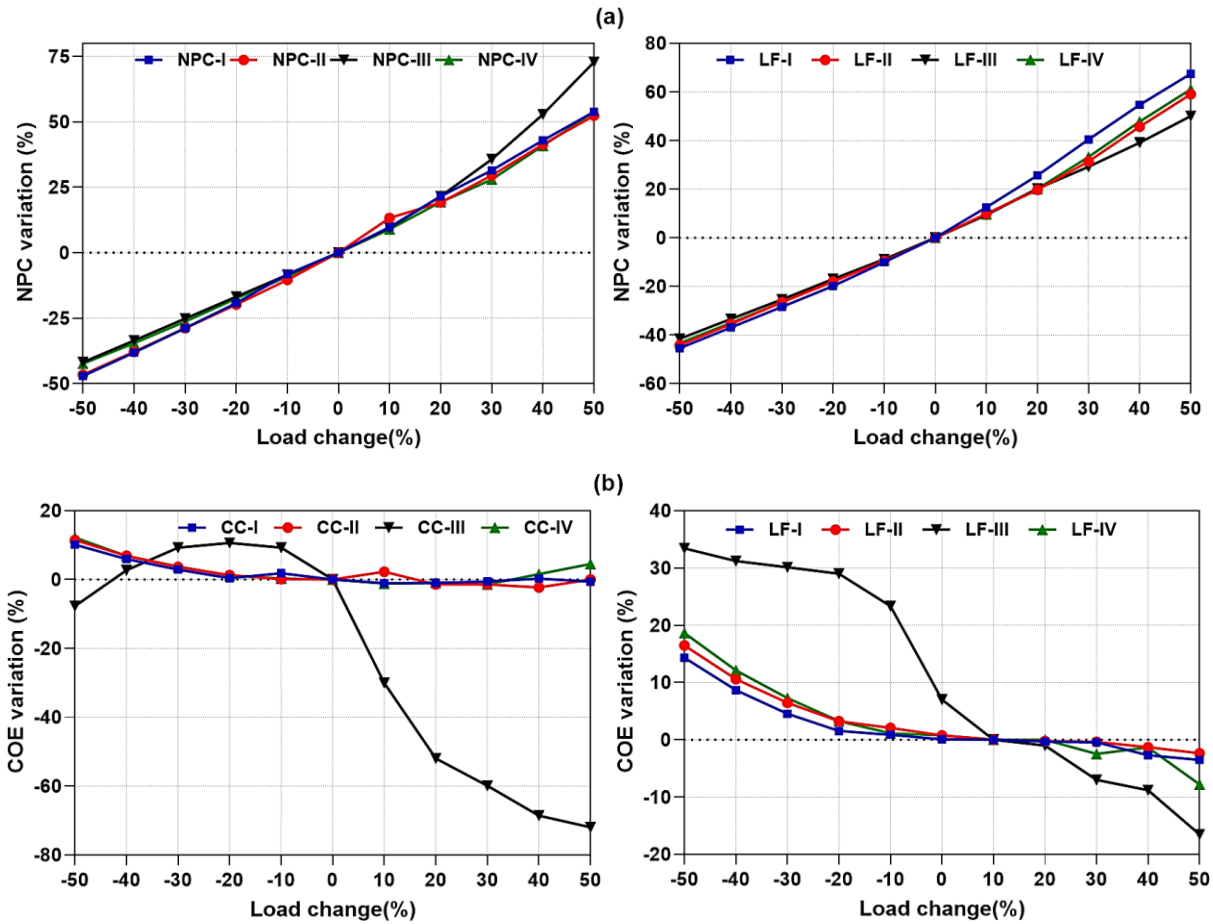 (a)
NPC-I NPC-II NPC-III NPC-IV
75
50
25
0
-25
-50
NPC variation (%)
-50 -40 -30 -20 -10 0 10 20 30 40 50
Load change(%)
LF-I LF-II LF-III LF-IV
80
60
40
20
0
-20
-40
-60
NPC variation (%)
-50 -40 -30 -20 -10 0 10 20 30 40 50
Load change(%)
(b)
CC-I CC-II CC-III CC-IV
20
0
-20
-40
-60
-80
COE variation (%)
-50 -40 -30 -20 -10 0 10 20 30 40 50
Load change(%)
LF-I LF-II LF-III LF-IV
40
30
20
10
0
-10
-20
COE variation (%)
-50 -40 -30 -20 -10 0 10 20 30 40 50
Load change(%)